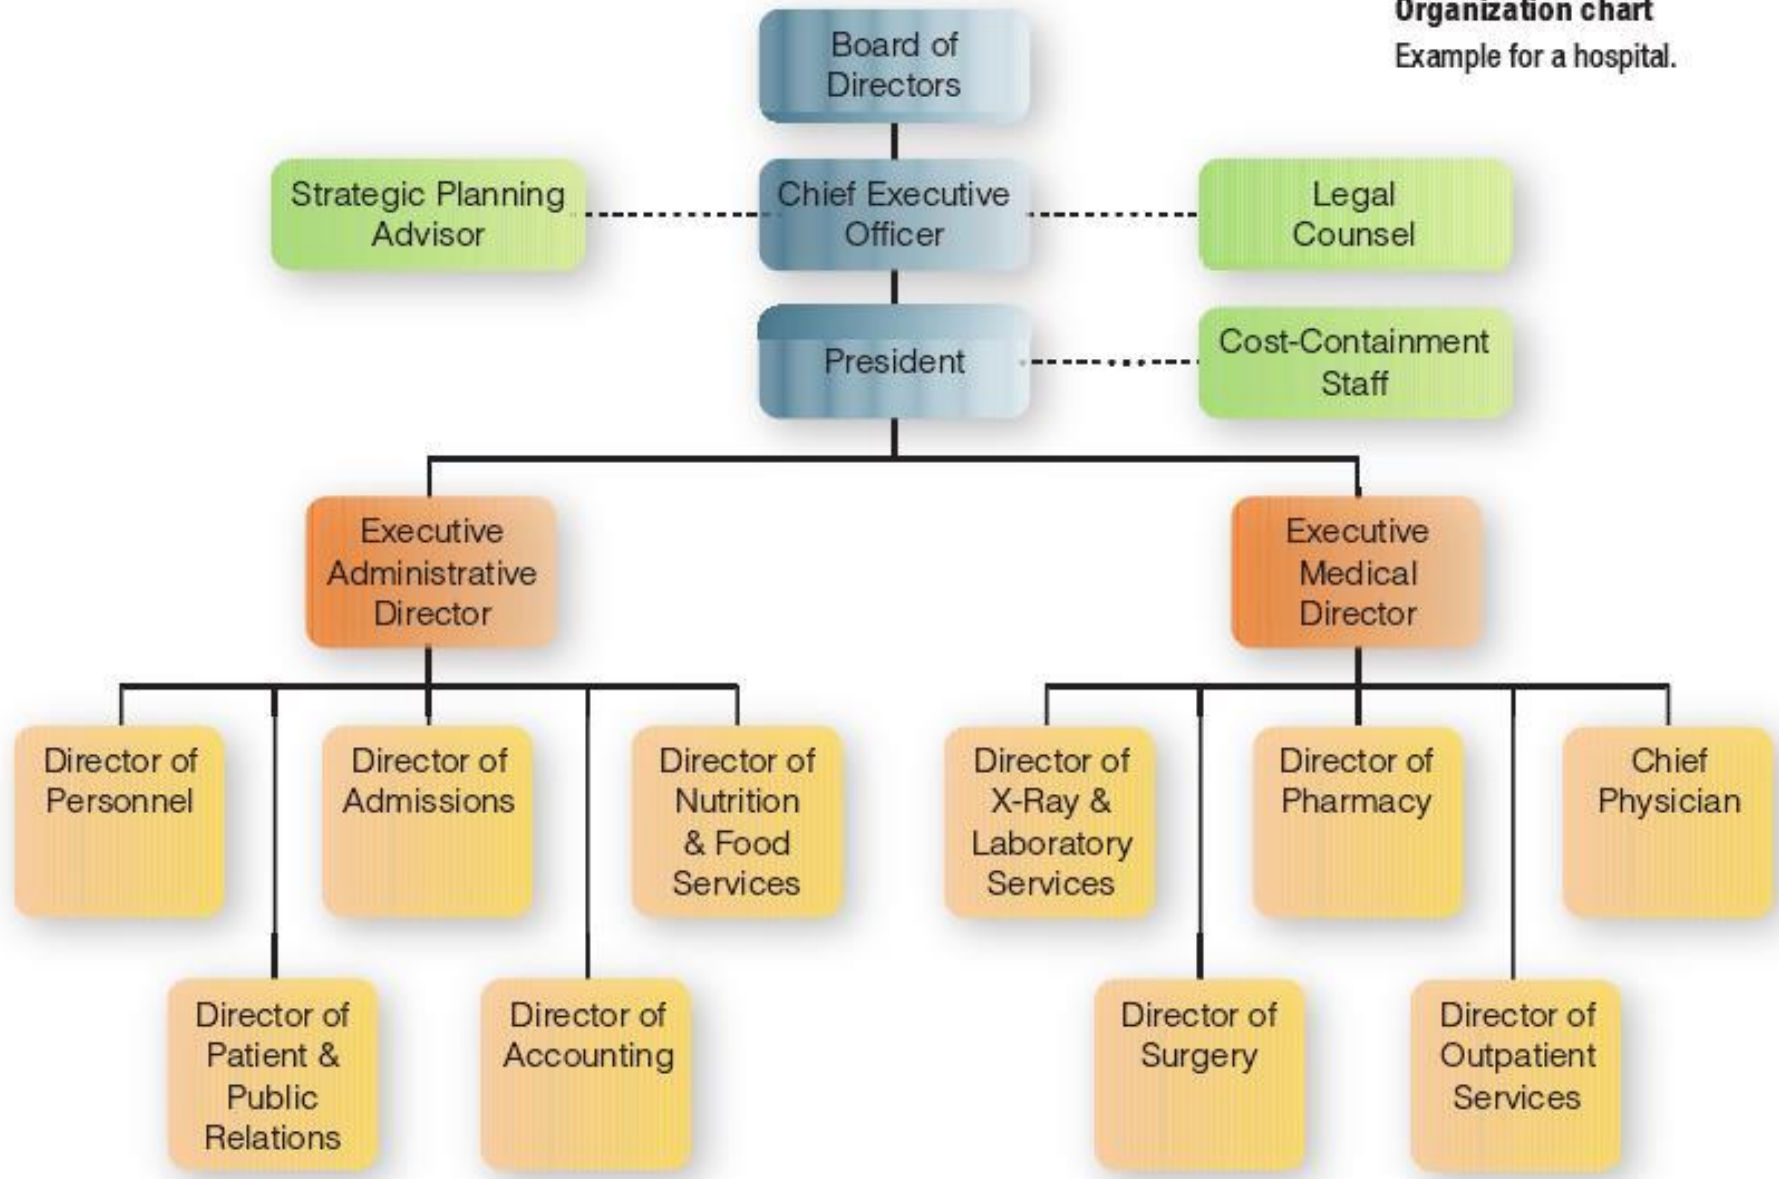 Organization chart
Example for a hospital.
Board of
Directors
Strategic Planning
Advisor
Chief Executive
Officer
Legal
Counsel
President
Cost-Containment
Staff
Executive
Administrative
Director
Executive
Medical
Director
Director of
Personnel
Director of
Admissions
Director of
Nutrition
& Food
Services
Director of
X-Ray &
Laboratory
Services
Director of
Pharmacy
Chief
Physician
Director of
Patient &
Public
Relations
Director of
Accounting
Director of
Surgery
Director of
Outpatient
Services